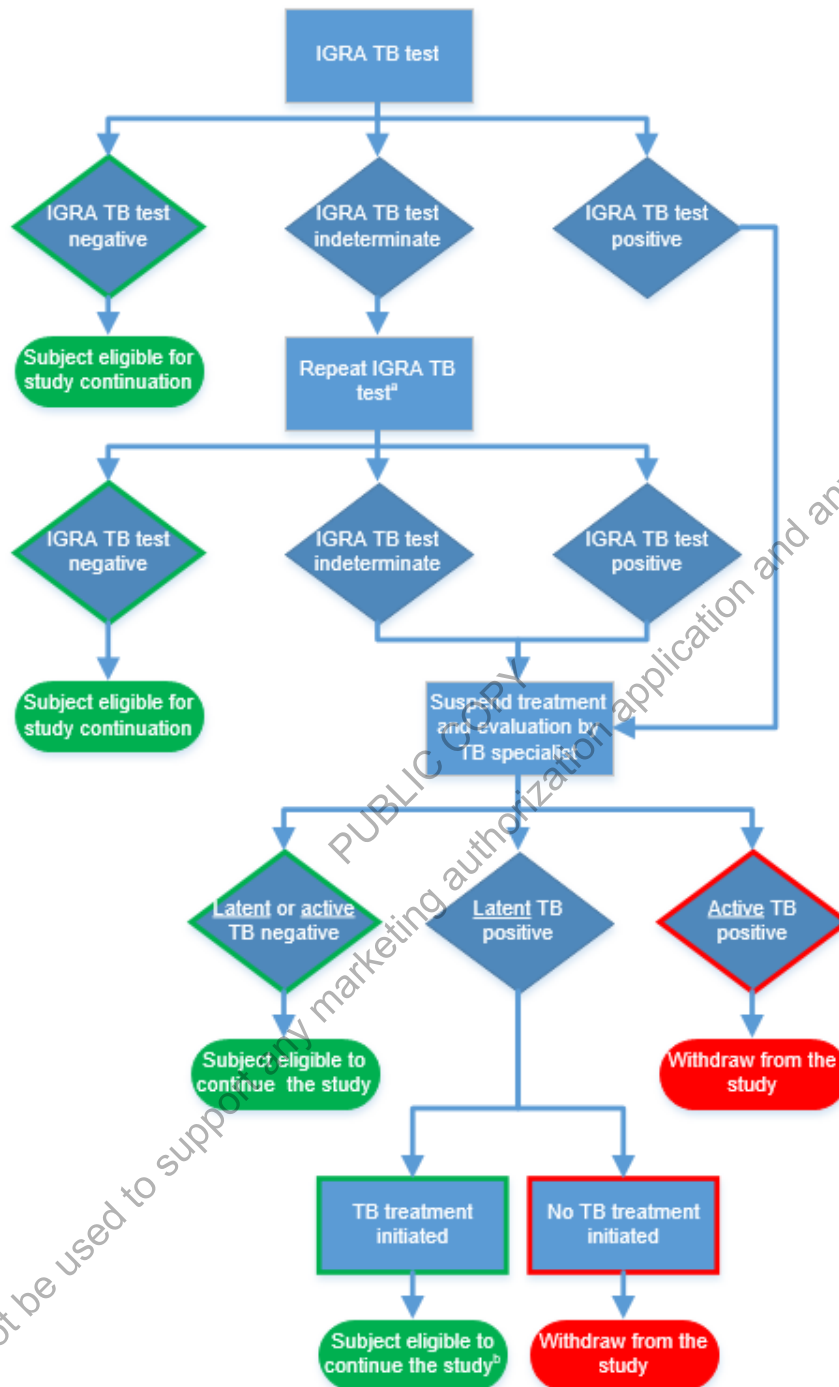 IGRA TB test
IGRA TB test
negative
IGRA TB test
indeterminate
IGRA TB test
positive
Subject eligible for
study continuation
Repeat IGRA TB
testᵃ
IGRA TB test
negative
IGRA TB test
indeterminate
IGRA TB test
positive
Subject eligible for
study continuation
Suspend treatment
and evaluation by
TB specialist
Latent or active
TB negative
Latent TB
positive
Active TB
positive
Subject eligible to
continue the study
Withdraw from the
study
TB treatment
initiated
No TB treatment
initiated
Subject eligible to
continue the studyᵇ
Withdraw from the
study
PUBLIC COPY
be used to support any marketing authorization application and